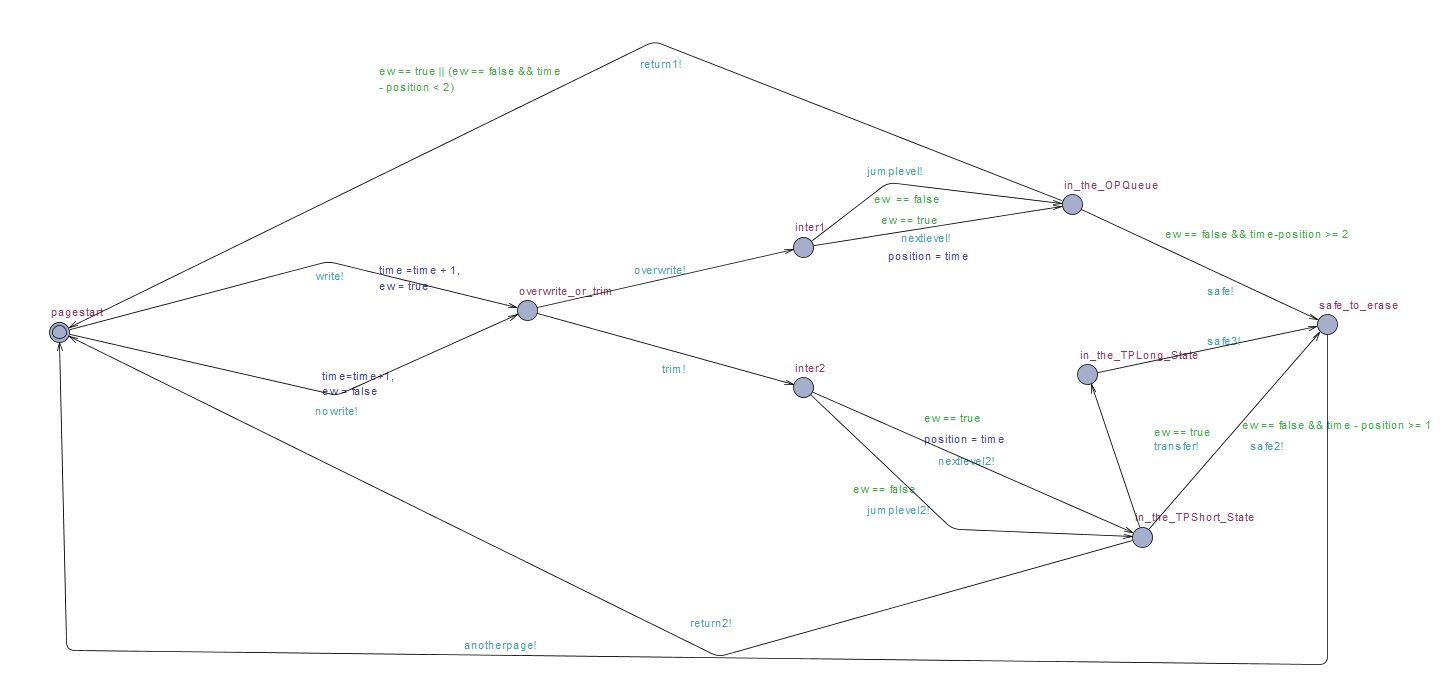 return1!
ew == true || (ew == false && time
- position < 2)
jumplevel!
in_the_OPQueue
ew == false
ew == true
inter1
nextlevel!
ew == false && time-position >= 2
position = time
overwrite!
time =time + 1,
write!
ew = true
overwrite_or_trim
safe!
safe_to_erase
pagestart
safe3!
in_the_TPLong_State
trim!
inter2
time=time+1,
ew = false
nowrite!
ew == true
ew == false && time - position >= 1
position = time
ew == true
transfer!
safe2!
nextlevel2!
ew == false
jumplevel2!
in_the_TPShort_State
return2!
anotherpage!